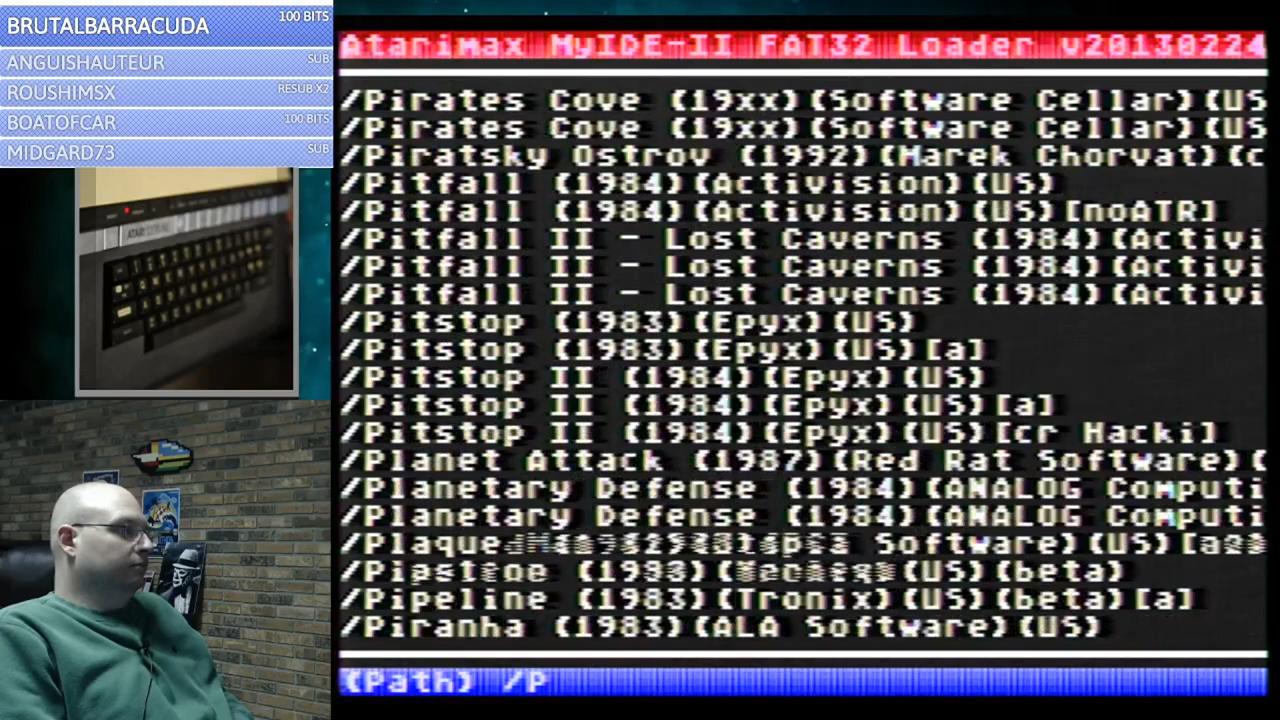 BRUTALBARRACUDA 100 BITS
ANGUISHAUTEUR SUB
ROUSHIMSX RESUB X2
BOATOFCAR 100 BITS
MIDGARD73 SUB
Atarimax MyIDE-II FAT32 Loader v20130224
/Pirates Cove (19xx)(Software Cellar)(US
/Pirates Cove (19xx)(Software Cellar)(US
/Piratsky Ostrov (1992)(Marek Chorvat)(c
/Pitfall (1984)(Activision)(US)
/Pitfall (1984)(Activision)(US)[noATR]
/Pitfall II - Lost Caverns (1984)(Activi
/Pitfall II - Lost Caverns (1984)(Activi
/Pitfall II - Lost Caverns (1984)(Activi
/Pitstop (1983)(Epyx)(US)
/Pitstop (1983)(Epyx)(US)[a]
/Pitstop II (1984)(Epyx)(US)
/Pitstop II (1984)(Epyx)(US)[a]
/Pitstop II (1984)(Epyx)(US)[cr Hacki]
/Planet Attack (1987)(Red Rat Software)(
/Planetary Defense (1984)(ANALOG Computi
/Planetary Defense (1984)(ANALOG Computi
Software)(US)
(US)(beta)
/Pipeline (1983)(Tronix)(US)(beta)[a]
/Piranha (1983)(ALA Software)(US)
(Path) /P